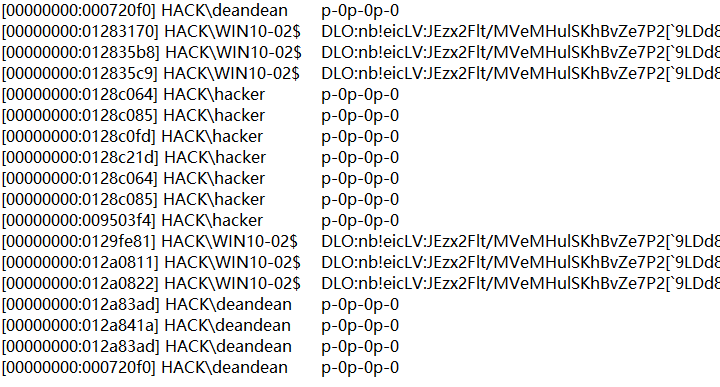 [00000000:000720f0] HACK\deandean p-0p-0p-0
[00000000:01283170] HACK\WIN10-02$ DLO:nb!eicLV:JEzx2Flt/MVeMHulSKhBvZe7P2[`9LDd8
[00000000:012835b8] HACK\WIN10-02$ DLO:nb!eicLV:JEzx2Flt/MVeMHulSKhBvZe7P2[`9LDd8
[00000000:012835c9] HACK\WIN10-02$ DLO:nb!eicLV:JEzx2Flt/MVeMHulSKhBvZe7P2[`9LDd8
[00000000:0128c064] HACK\hacker p-0p-0p-0
[00000000:0128c085] HACK\hacker p-0p-0p-0
[00000000:0128c0fd] HACK\hacker p-0p-0p-0
[00000000:0128c21d] HACK\hacker p-0p-0p-0
[00000000:0128c064] HACK\hacker p-0p-0p-0
[00000000:0128c085] HACK\hacker p-0p-0p-0
[00000000:009503f4] HACK\hacker p-0p-0p-0
[00000000:0129fe81] HACK\WIN10-02$ DLO:nb!eicLV:JEzx2Flt/MVeMHulSKhBvZe7P2[`9LDd8
[00000000:012a0811] HACK\WIN10-02$ DLO:nb!eicLV:JEzx2Flt/MVeMHulSKhBvZe7P2[`9LDd8
[00000000:012a0822] HACK\WIN10-02$ DLO:nb!eicLV:JEzx2Flt/MVeMHulSKhBvZe7P2[`9LDd8
[00000000:012a83ad] HACK\deandean p-0p-0p-0
[00000000:012a841a] HACK\deandean p-0p-0p-0
[00000000:012a83ad] HACK\deandean p-0p-0p-0
[00000000:000720f0] HACK\deandean p-0p-0p-0